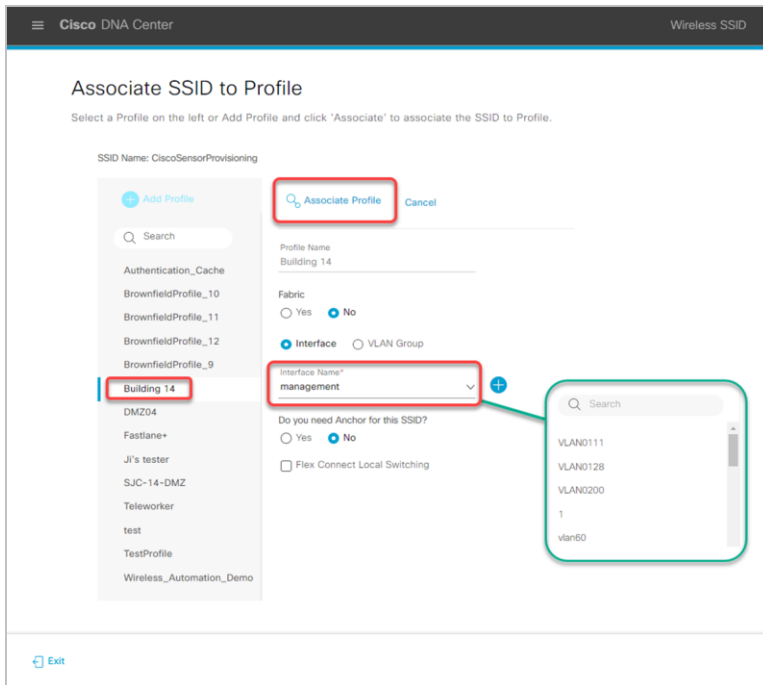 Cisco DNA Center
Wireless SSID
Associate SSID to Profile
Select a Profile on the left or Add Profile and click 'Associate' to associate the SSID to Profile.
SSID Name: CiscoSensorProvisioning
Add Profile
Search
Authentication_Cache
BrownfieldProfile_10
BrownfieldProfile_11
BrownfieldProfile_12
BrownfieldProfile_9
Building 14
DMZ04
Fastlane+
Ji's tester
SJC-14-DMZ
Teleworker
test
TestProfile
Wireless_Automation_Demo
Associate Profile
Cancel
Profile Name
Building 14
Fabric
Yes No
Interface VLAN Group
Interface Name*
management
Do you need Anchor for this SSID?
Yes No
Flex Connect Local Switching
Search
VLAN0111
VLAN0128
VLAN0200
1
vlan60
Exit